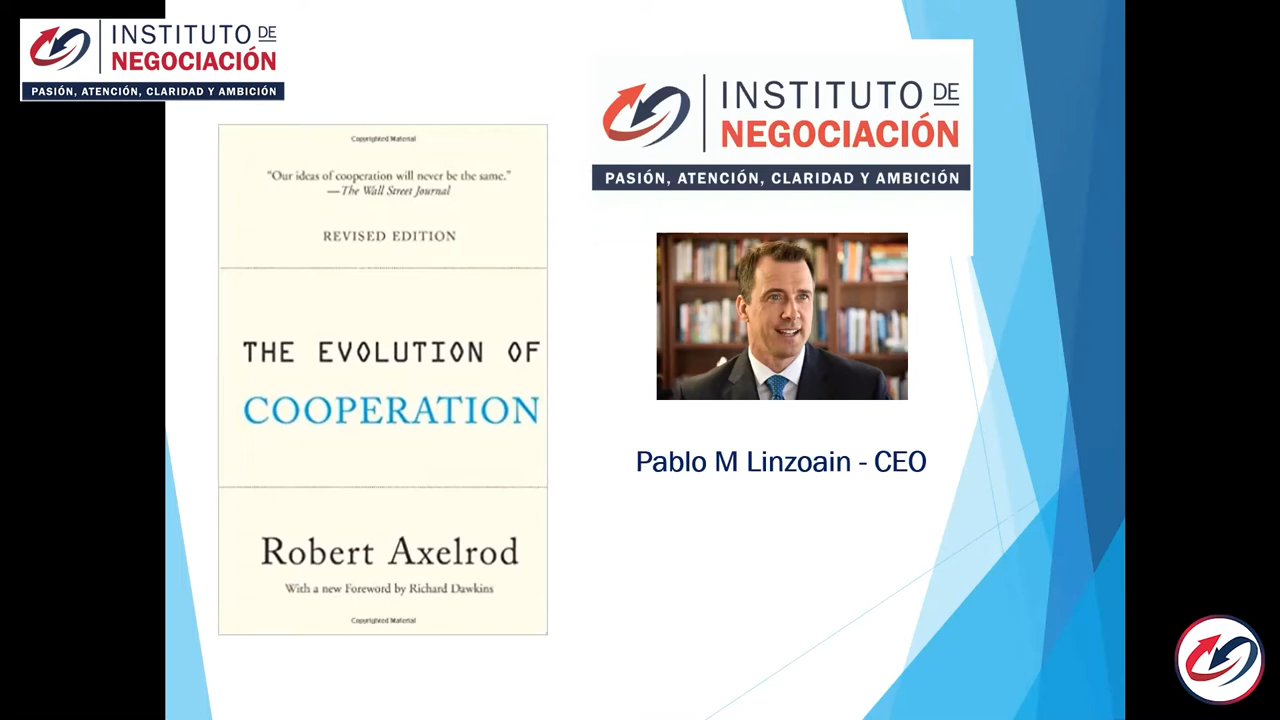 INSTITUTO DE
NEGOCIACIÓN
PASIÓN, ATENCIÓN, CLARIDAD Y AMBICIÓN
Copyrighted Material
"Our ideas of cooperation will never be the same."
—The Wall Street Journal
REVISED EDITION
THE EVOLUTION OF
COOPERATION
Robert Axelrod
With a new Foreword by Richard Dawkins
Copyrighted Material
INSTITUTO DE
NEGOCIACIÓN
PASIÓN, ATENCIÓN, CLARIDAD Y AMBICIÓN
Pablo M Linzoain - CEO